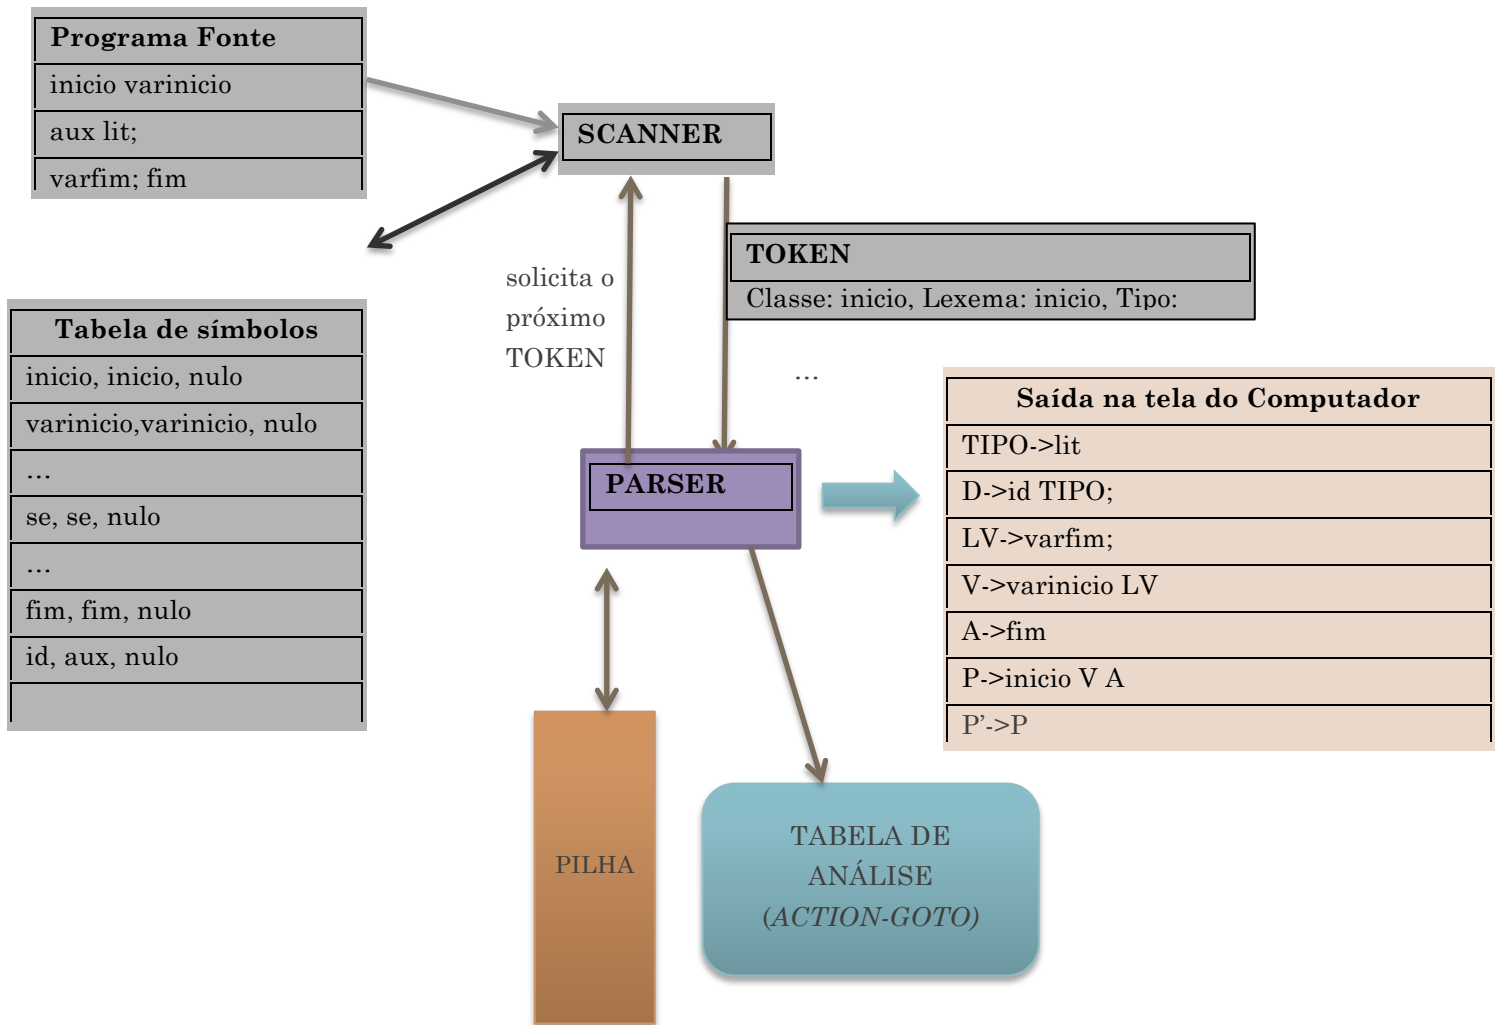 Programa Fonte
inicio varinicio
aux lit;
varfim; fim
SCANNER
solicita o
próximo
TOKEN
TOKEN
Classe: inicio, Lexema: inicio, Tipo:
...
Tabela de símbolos
inicio, inicio, nulo
varinicio,varinicio, nulo
...
se, se, nulo
...
fim, fim, nulo
id, aux, nulo
PARSER
Saída na tela do Computador
TIPO->lit
D->id TIPO;
LV->varfim;
V->varinicio LV
A->fim
P->inicio V A
P’->P
PILHA
TABELA DE
ANÁLISE
(ACTION-GOTO)